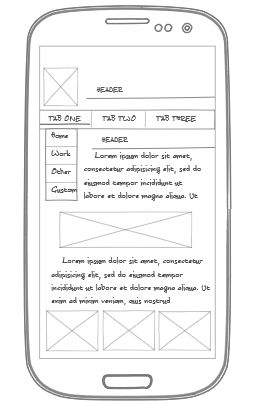 HEADER
TAB ONE TAB TWO TAB THREE
Home
HEADER
Work
Other
Custom
Lorem ipsum dolor sit amet,
consectetur adipisicing elit, sed do
eiusmod tempor incididunt ut
labore et dolore magna aliqua. Ut
Lorem ipsum dolor sit amet, consectetur
adipisicing elit, sed do eiusmod tempor
incididunt ut labore et dolore magna aliqua. Ut
enim ad minim veniam, quis nostrud